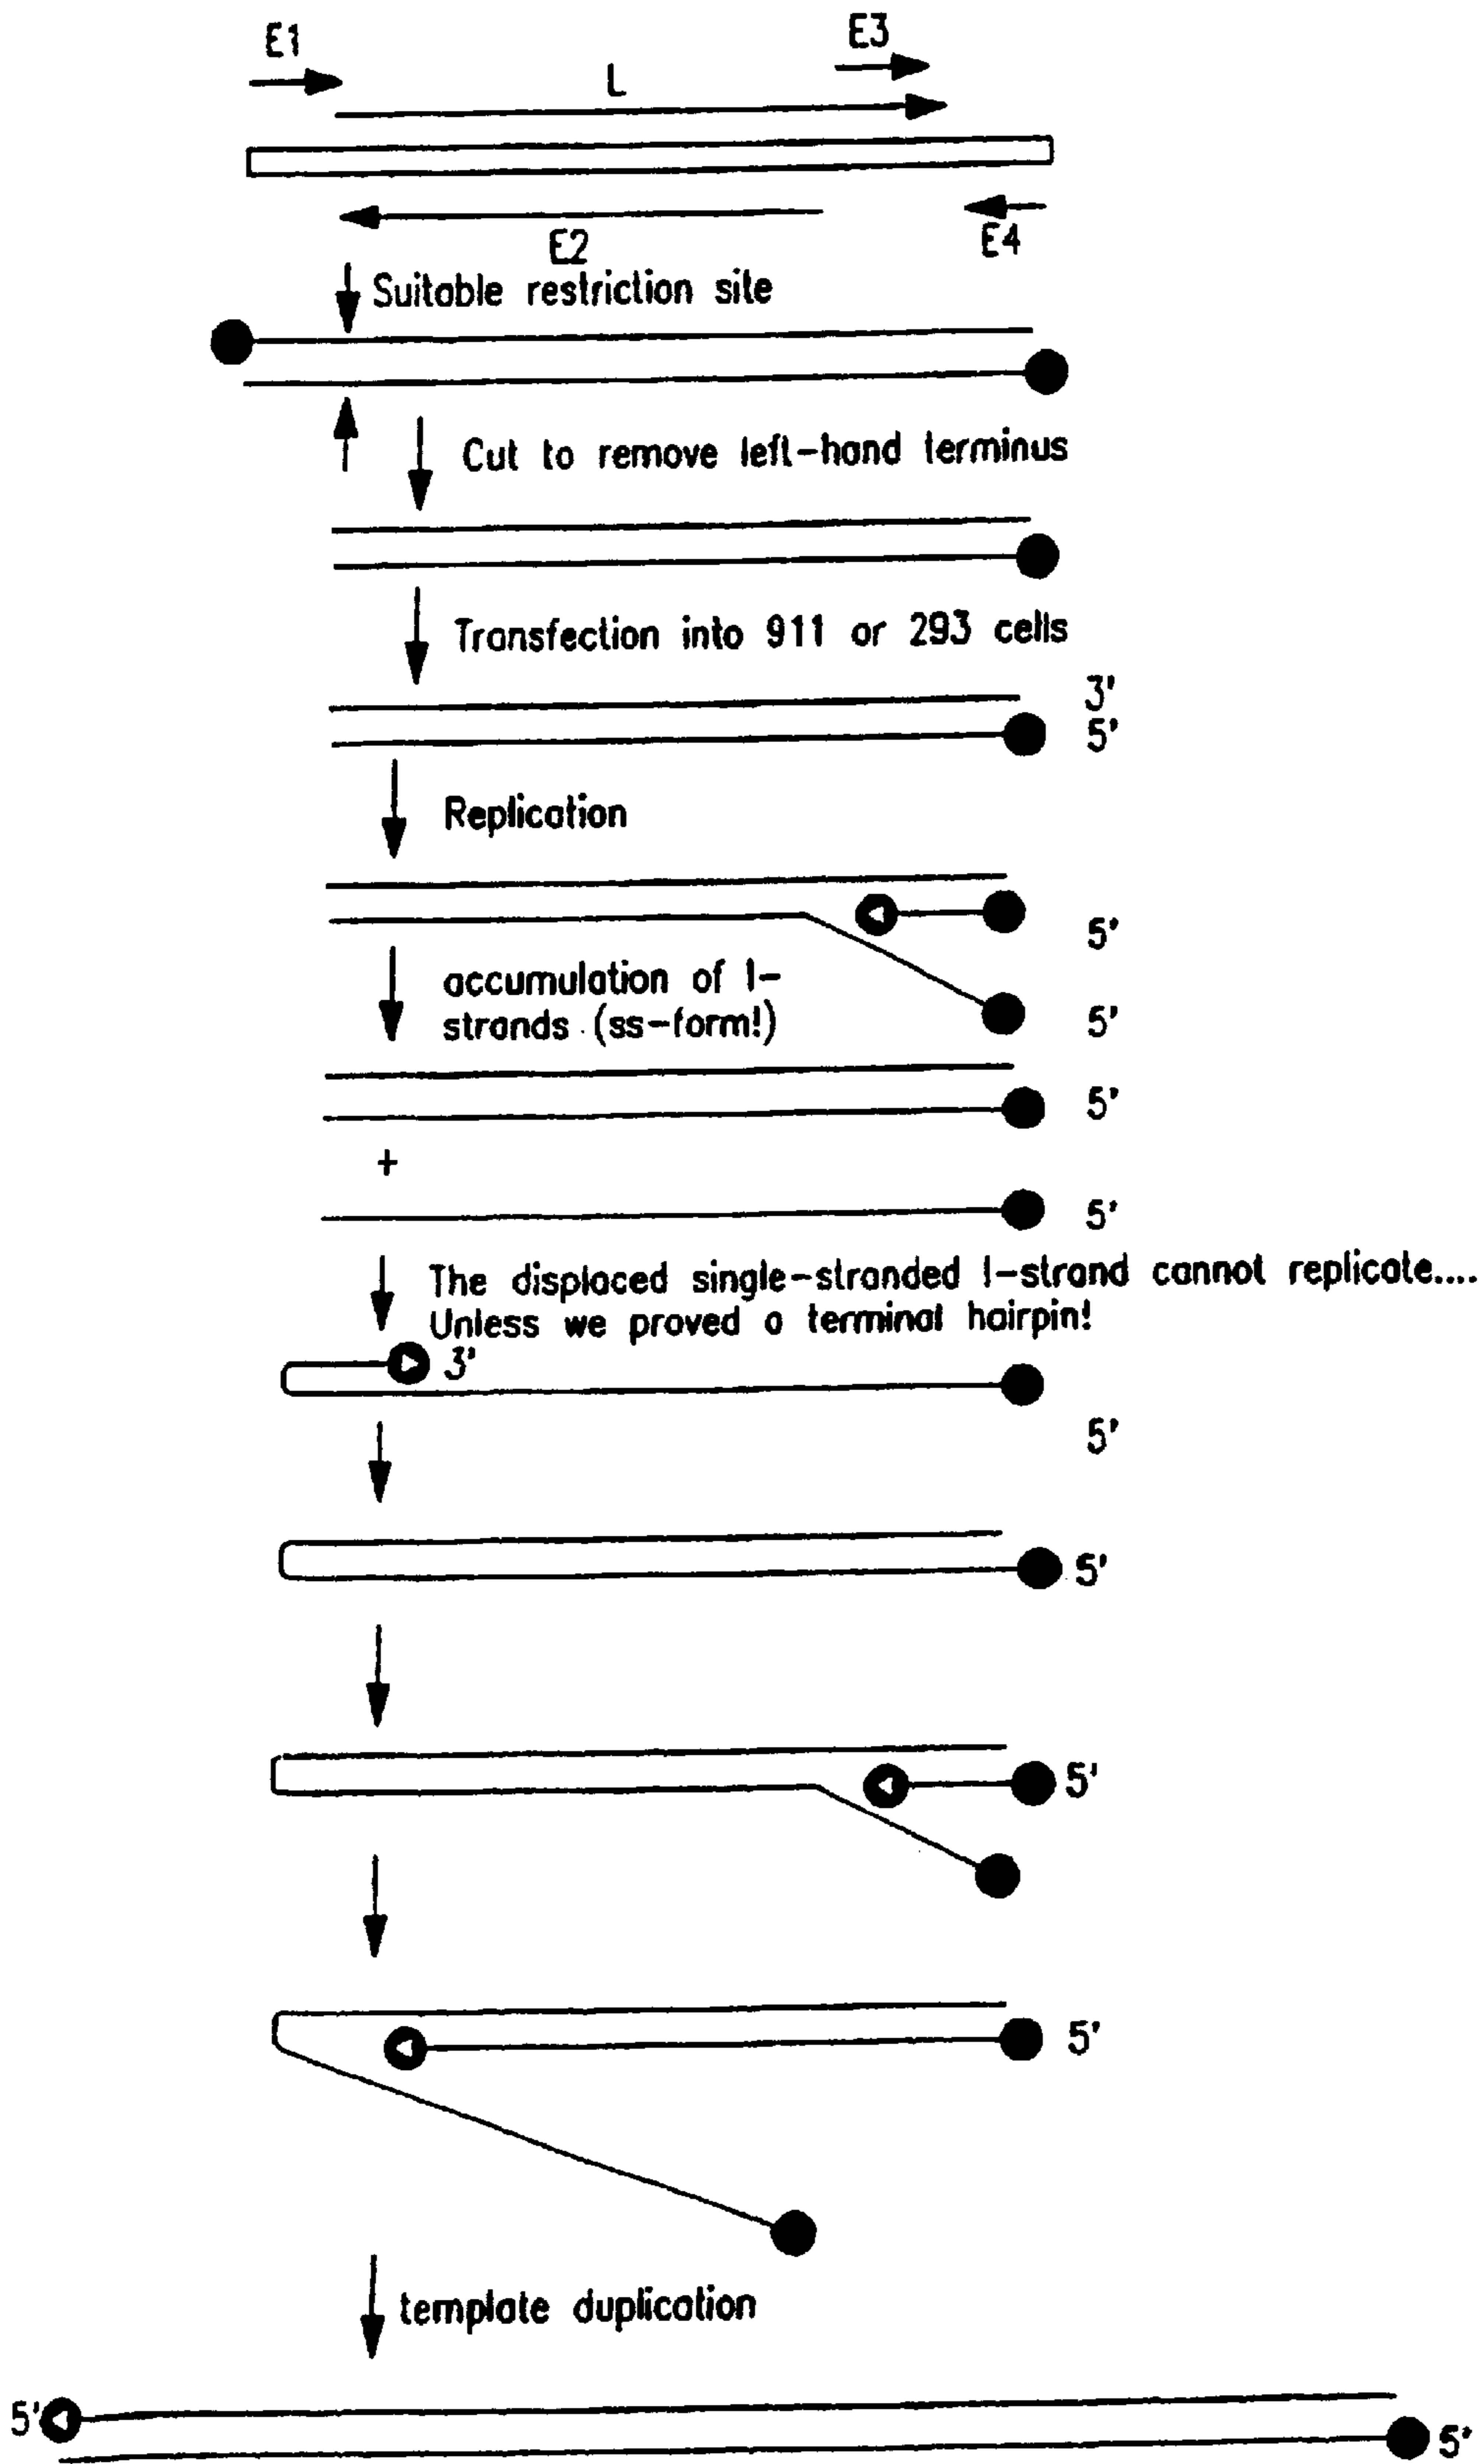 E1
E3
L
E2
E4
Suitable restriction site
Cut to remove left-hand terminus
Transfection into 911 or 293 cells
3'
5'
Replication
5'
accumulation of l-
strands (ss-form!)
5'
5'
5'
The displaced single-stranded l-strand cannot replicate....
Unless we proved a terminal hairpin!
3'
5'
5'
5'
5'
template duplication
5'
5'